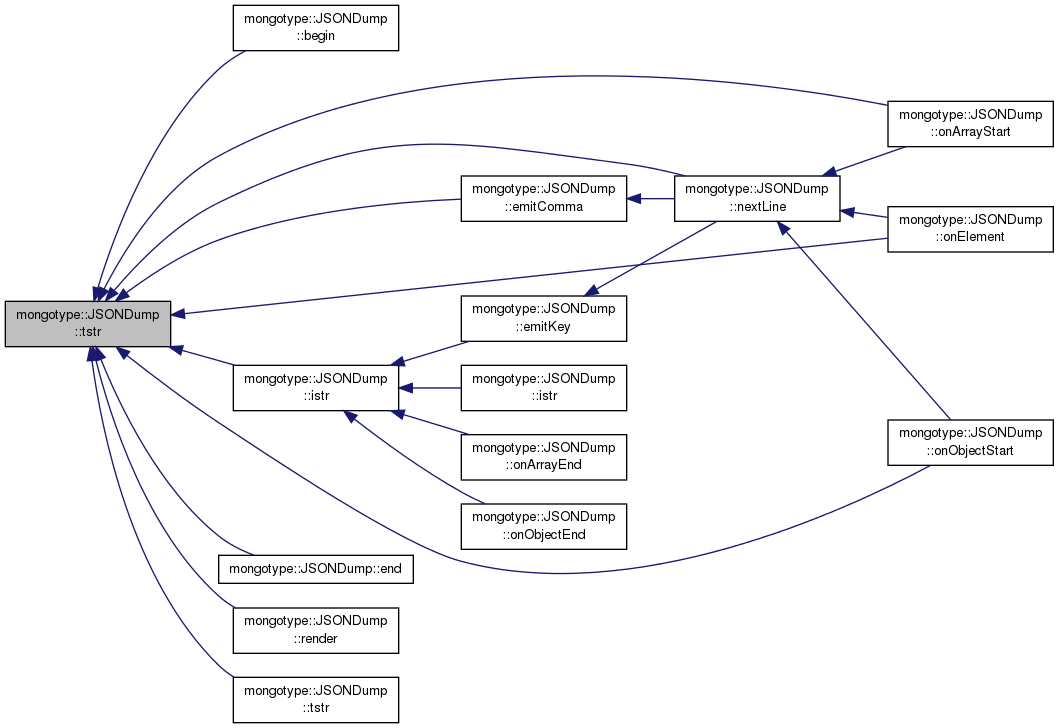 mongotype::JSONDump
::begin
mongotype::JSONDump
::onArrayStart
mongotype::JSONDump
::nextLine
mongotype::JSONDump
::emitComma
mongotype::JSONDump
::onElement
mongotype::JSONDump
::tstr
mongotype::JSONDump
::emitKey
mongotype::JSONDump
::istr
mongotype::JSONDump
::istr
mongotype::JSONDump
::onArrayEnd
mongotype::JSONDump
::onObjectStart
mongotype::JSONDump
::onObjectEnd
mongotype::JSONDump::end
mongotype::JSONDump
::render
mongotype::JSONDump
::tstr